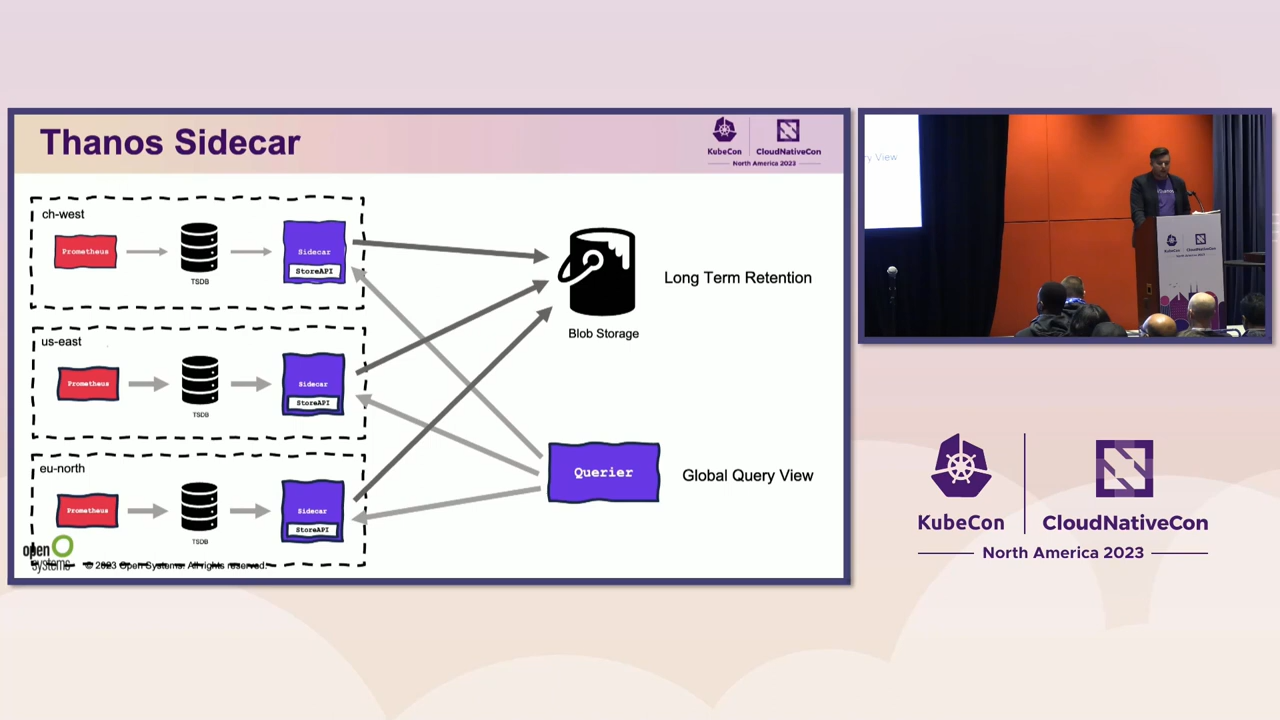 Thanos Sidecar
KubeCon
CloudNativeCon
North America 2023
ch-west
Prometheus
TSDB
Sidecar
StoreAPI
us-east
Prometheus
TSDB
Sidecar
StoreAPI
eu-north
Prometheus
TSDB
Sidecar
StoreAPI
Blob Storage
Long Term Retention
Querier
Global Query View
open systems
© 2023 Open Systems. All rights reserved.
View
KubeCon
CloudNativeCon
North America 2023